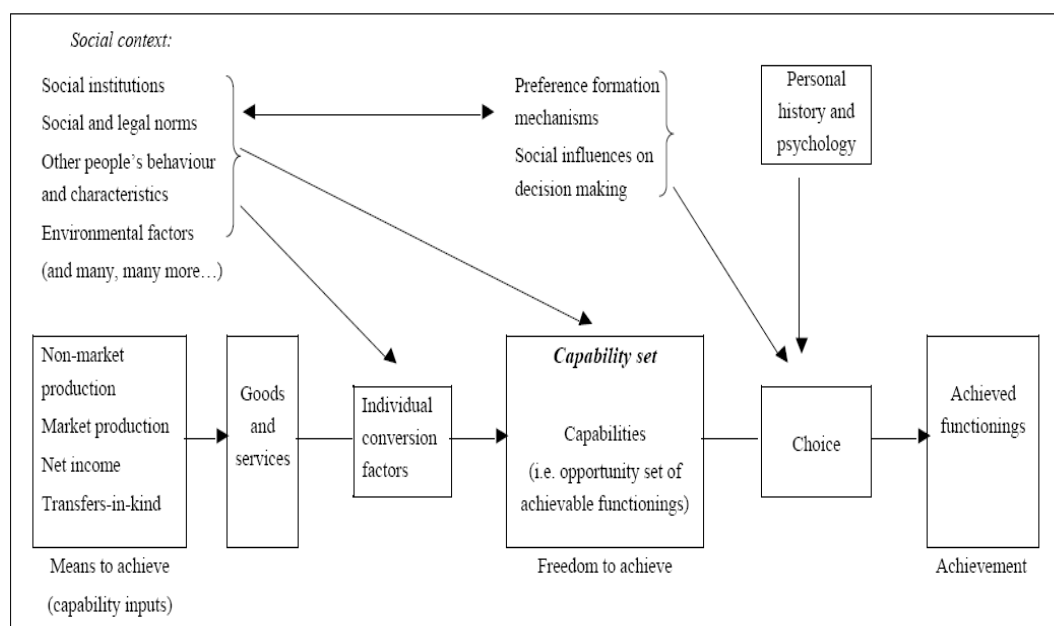 Social context:
Social institutions
Social and legal norms
Other people’s behaviour
and characteristics
Environmental factors
(and many, many more…)
Preference formation
mechanisms
Social influences on
decision making
Personal
history and
psychology
Non-market
production
Market production
Net income
Transfers-in-kind
Goods
and
services
Individual
conversion
factors
Capability set
Capabilities
(i.e. opportunity set of
achievable functionings)
Choice
Achieved
functionings
Means to achieve
(capability inputs)
Freedom to achieve
Achievement